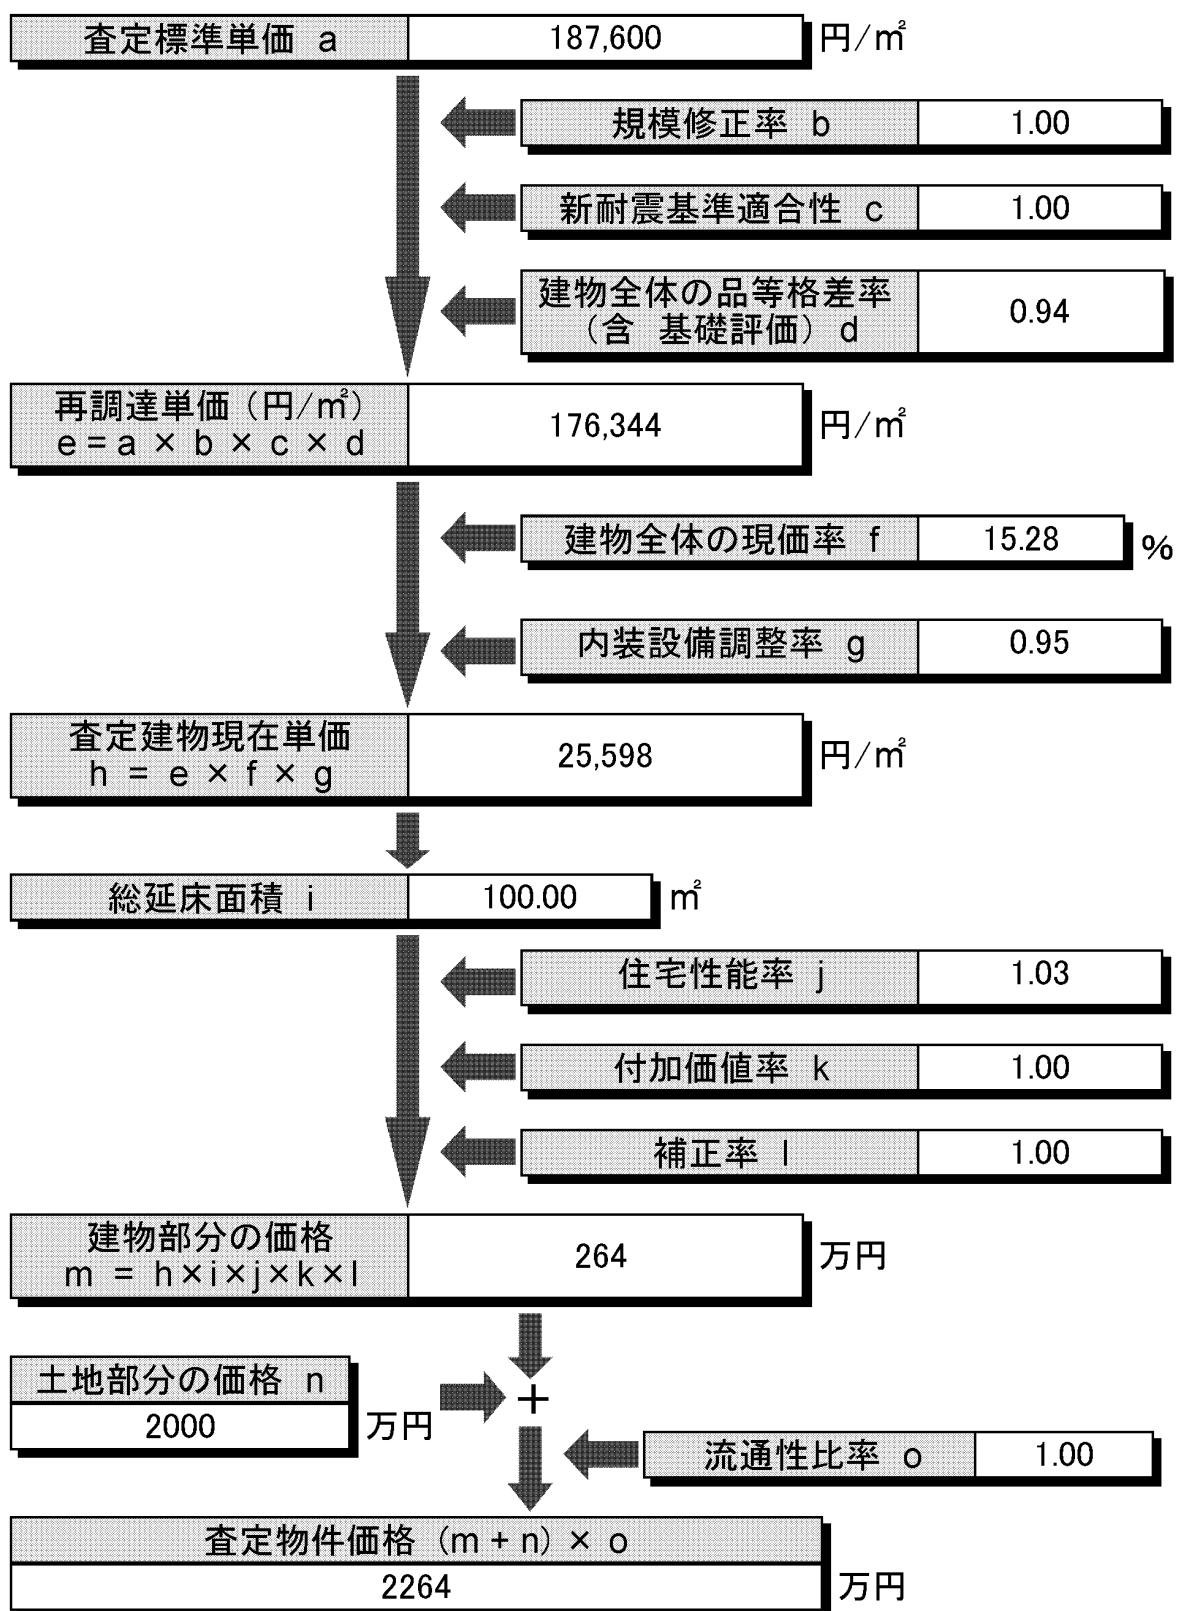 査定標準単価 a 187,600 円/㎡
規模修正率 b 1.00
新耐震基準適合性 c 1.00
建物全体の品等格差率
（含 基礎評価）d 0.94
再調達単価（円/㎡）
e = a × b × c × d 176,344 円/㎡
建物全体の現価率 f 15.28 %
内装設備調整率 g 0.95
査定建物現在単価
h = e × f × g 25,598 円/㎡
総延床面積 i 100.00 ㎡
住宅性能率 j 1.03
付加価値率 k 1.00
補正率 l 1.00
建物部分の価格
m = h×i×j×k×l 264 万円
土地部分の価格 n
2000 万円
+
流通性比率 o 1.00
査定物件価格（m + n）× o
2264 万円